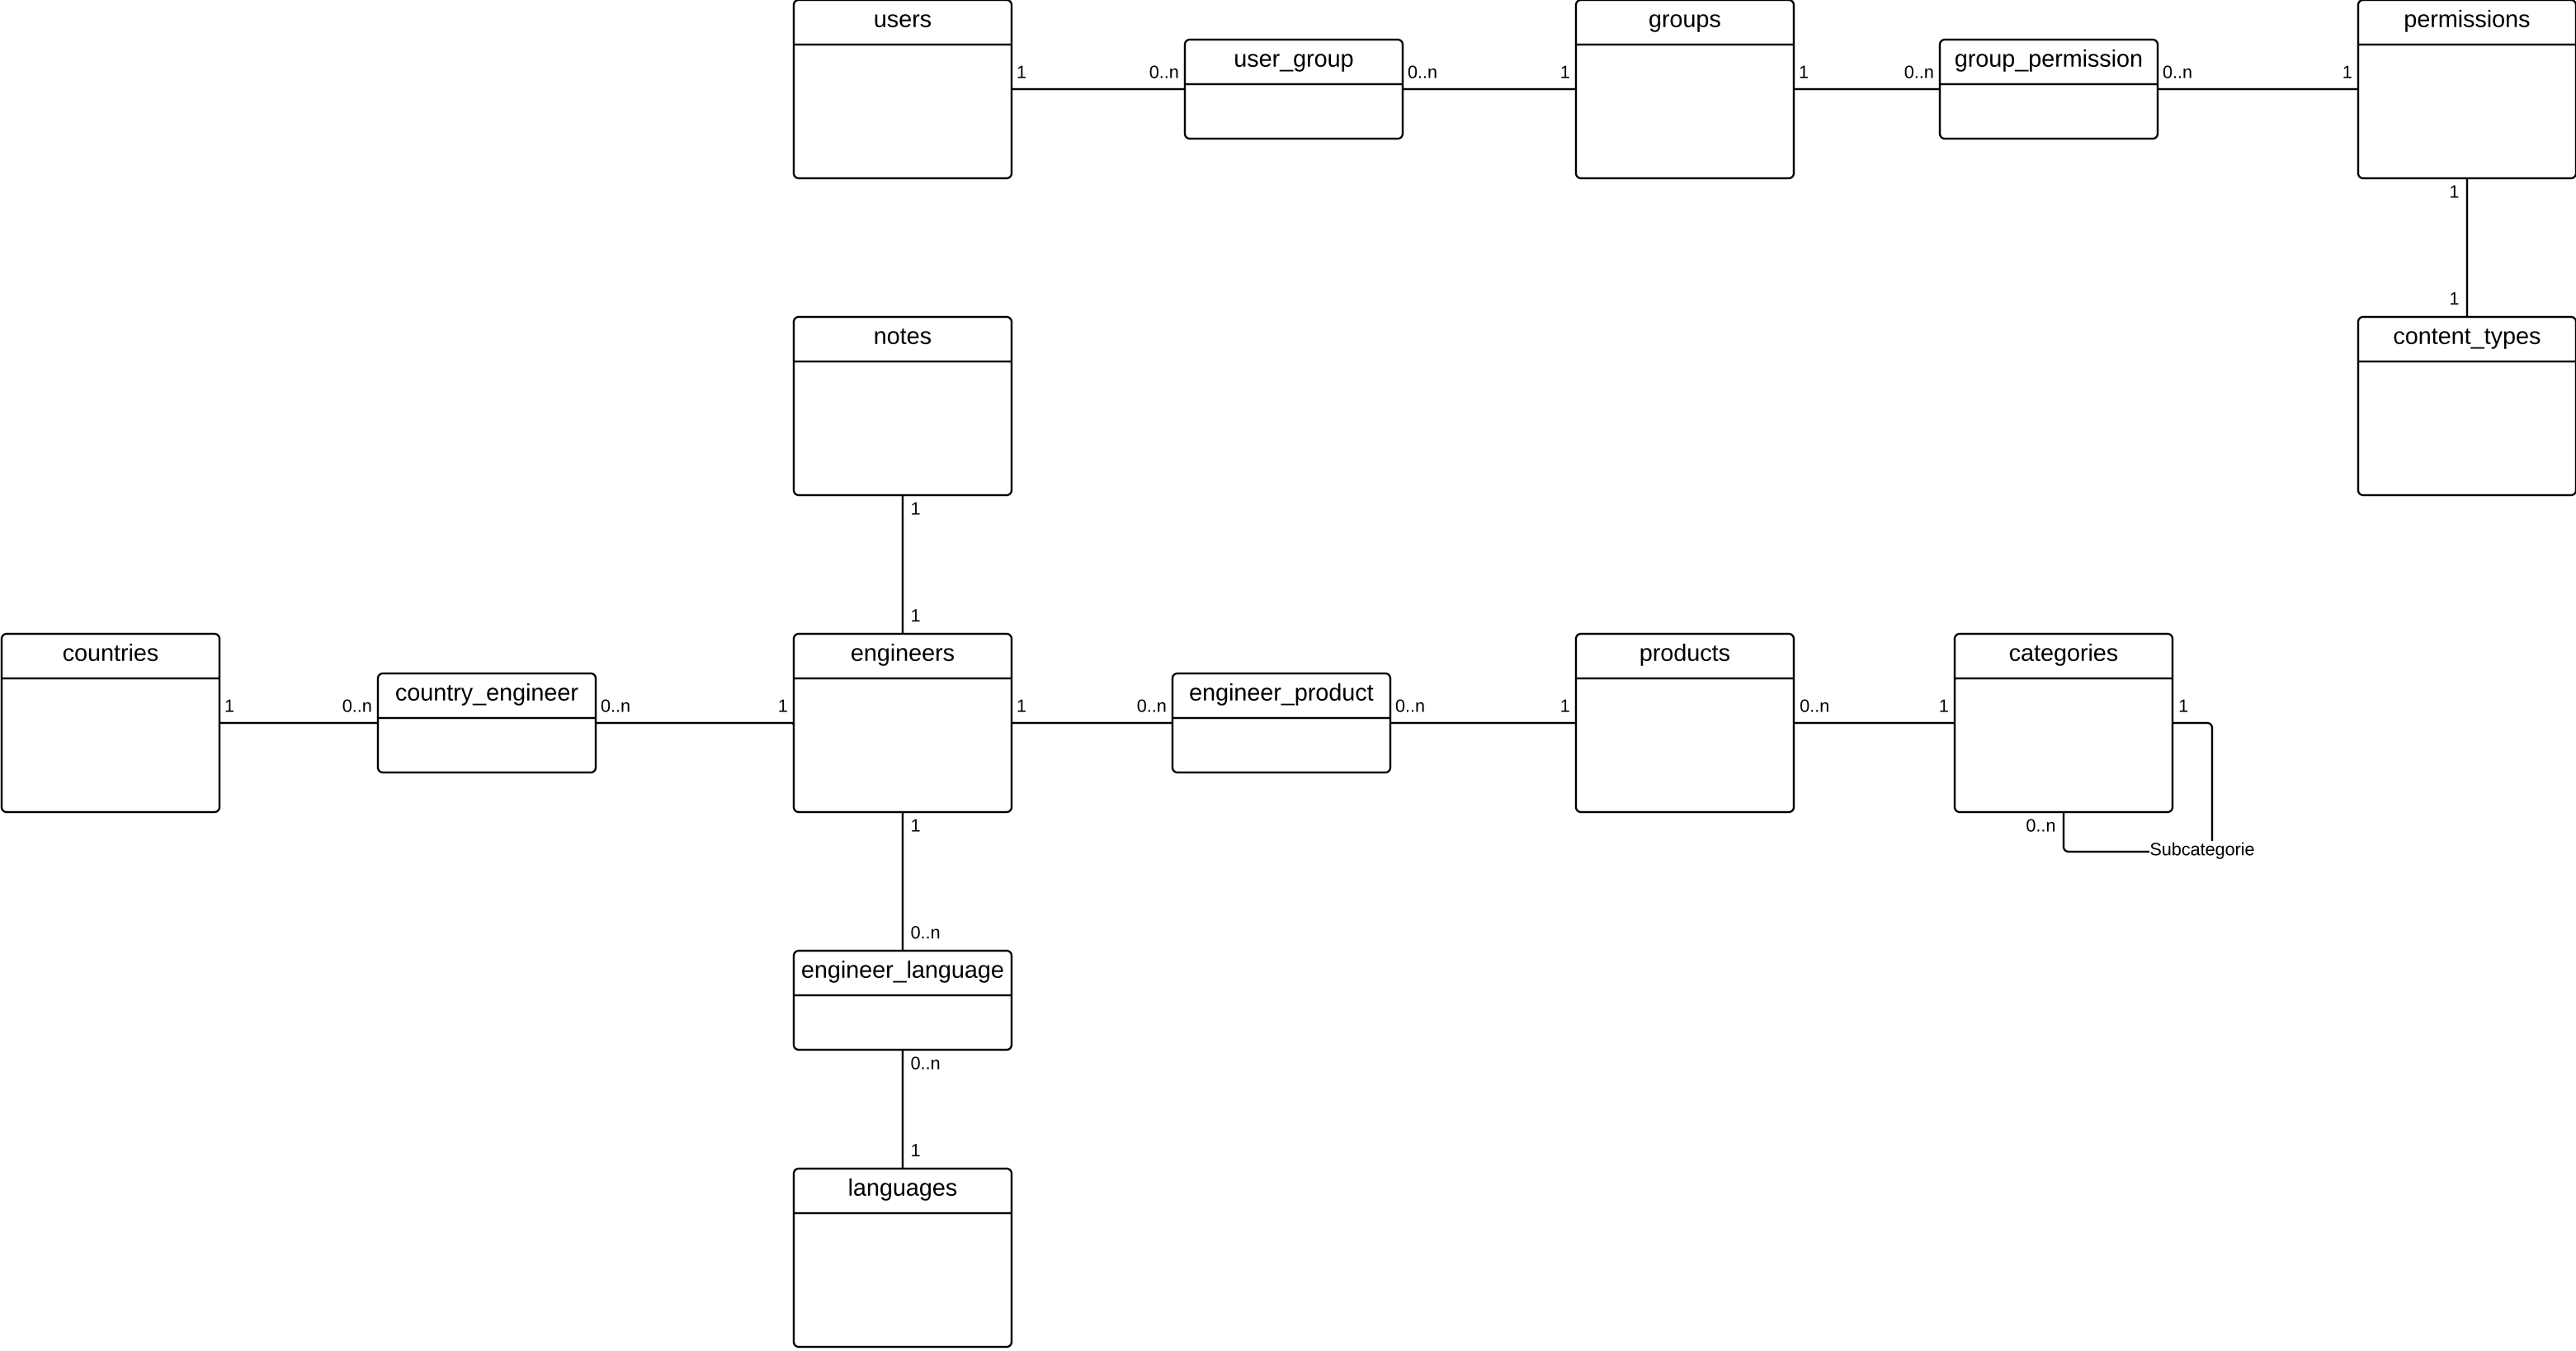 users
groups
permissions
user_group
group_permission
1
0..n
0..n
1
1
0..n
0..n
1
1
1
notes
content_types
1
1
countries
engineers
products
categories
country_engineer
engineer_product
1
0..n
0..n
1
1
0..n
0..n
1
0..n
1
1
1
0..n
Subcategorie
0..n
engineer_language
0..n
1
languages